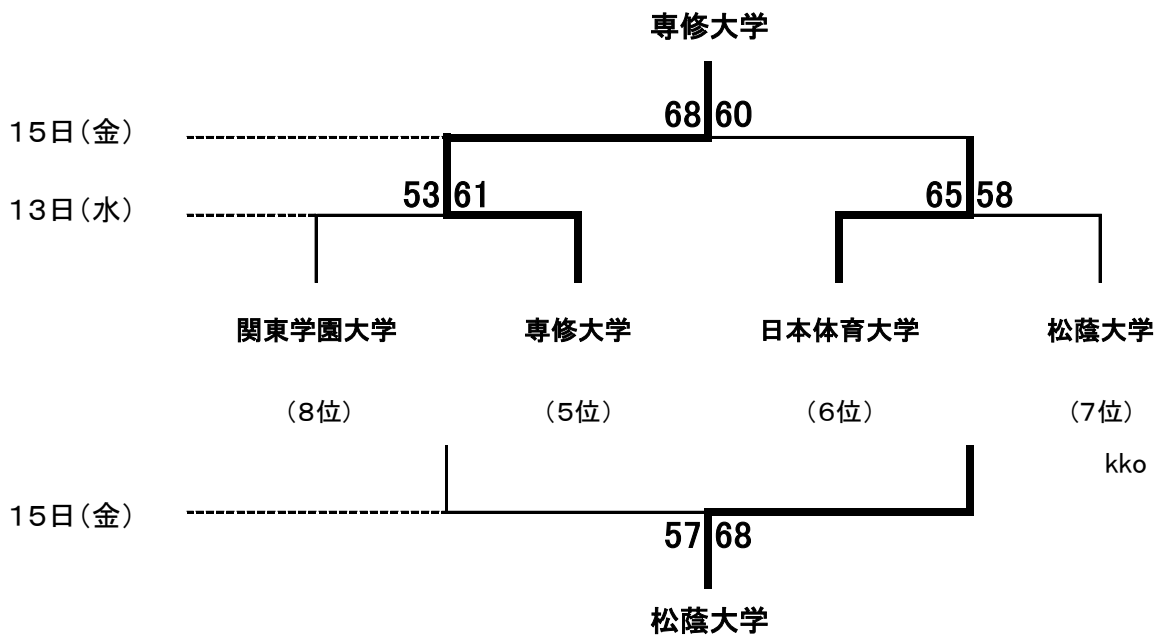 専修大学
68 60
15日（金）
53 61 65 58
13日（水）
関東学園大学 専修大学 日本体育大学 松蔭大学
（8位） （5位） （6位） （7位）
kko
15日（金）
57 68
松蔭大学